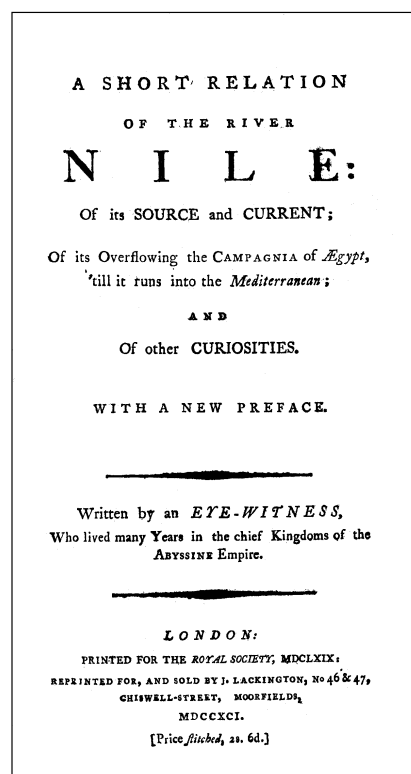 A SHORT RELATION
OF THE RIVER
NILE:
Of its SOURCE and CURRENT;
Of its Overflowing the CAMPAGNIA of Ægypt,
'till it runs into the Mediterranean;
AND
Of other CURIOSITIES.
WITH A NEW PREFACE.
Written by an EYE-WITNESS,
Who lived many Years in the chief Kingdoms of the
ABYSSINE Empire.
LONDON:
PRINTED FOR THE ROYAL SOCIETY, MDCLXIX:
REPRINTED FOR, AND SOLD BY J. LACKINGTON, No 46 & 47,
CHISWELL-STREET, MOORFIELDS,
MDCCXCI.
[Price ſtitched, 2s. 6d.]